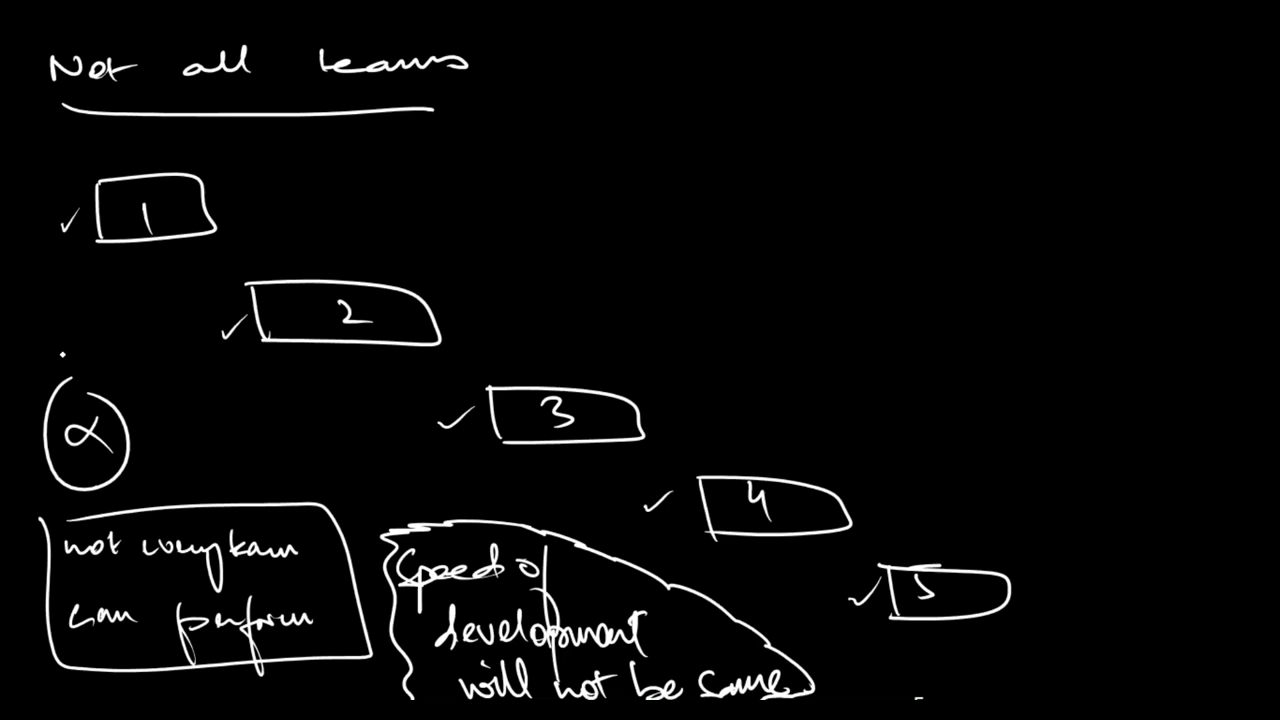 Not all teams
1
2
3
α
4
not every team
can perform
5
Speed of
development
will not be same